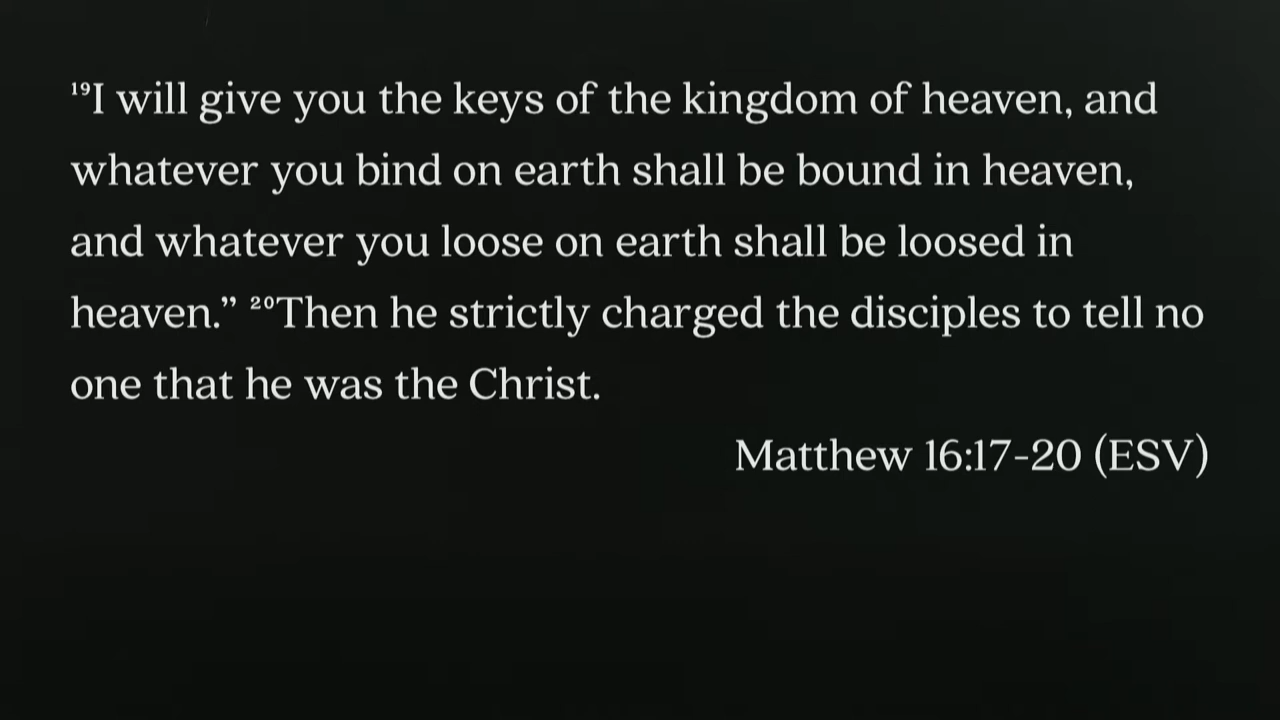 ¹⁹I will give you the keys of the kingdom of heaven, and
whatever you bind on earth shall be bound in heaven,
and whatever you loose on earth shall be loosed in
heaven.” ²⁰Then he strictly charged the disciples to tell no
one that he was the Christ.
Matthew 16:17-20 (ESV)